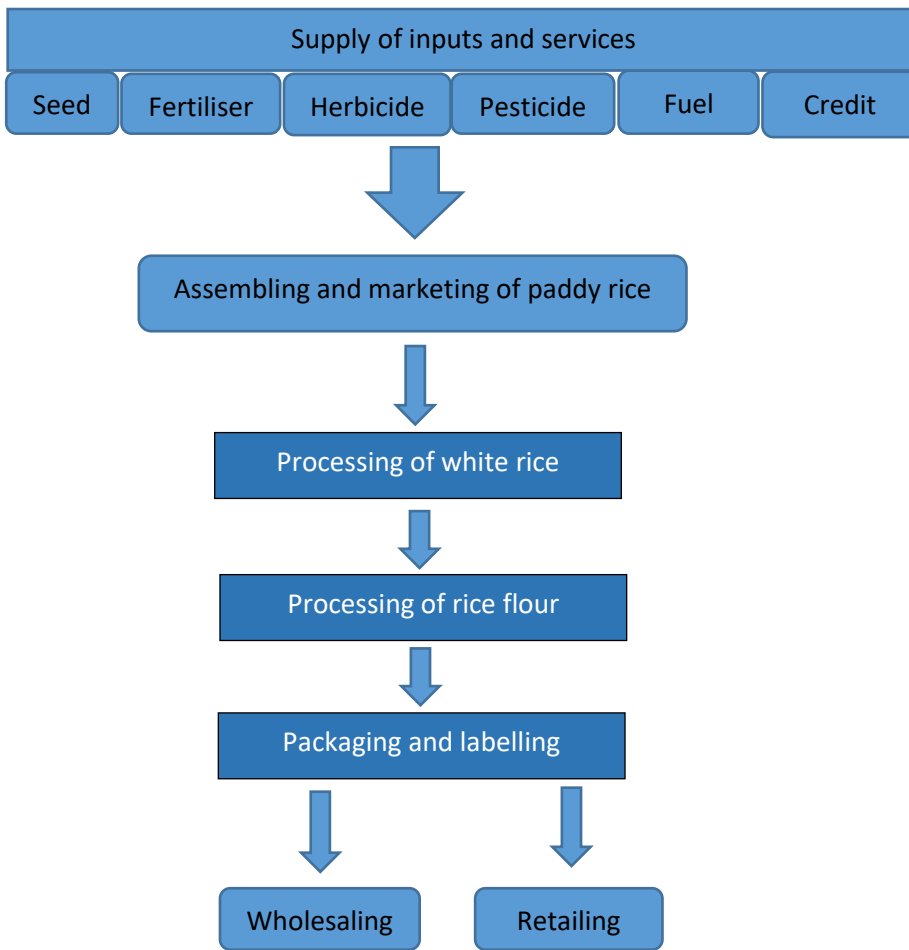 Supply of inputs and services
Seed
Fertiliser
Herbicide
Pesticide
Fuel
Credit
Assembling and marketing of paddy rice
Processing of white rice
Processing of rice flour
Packaging and labelling
Wholesaling
Retailing